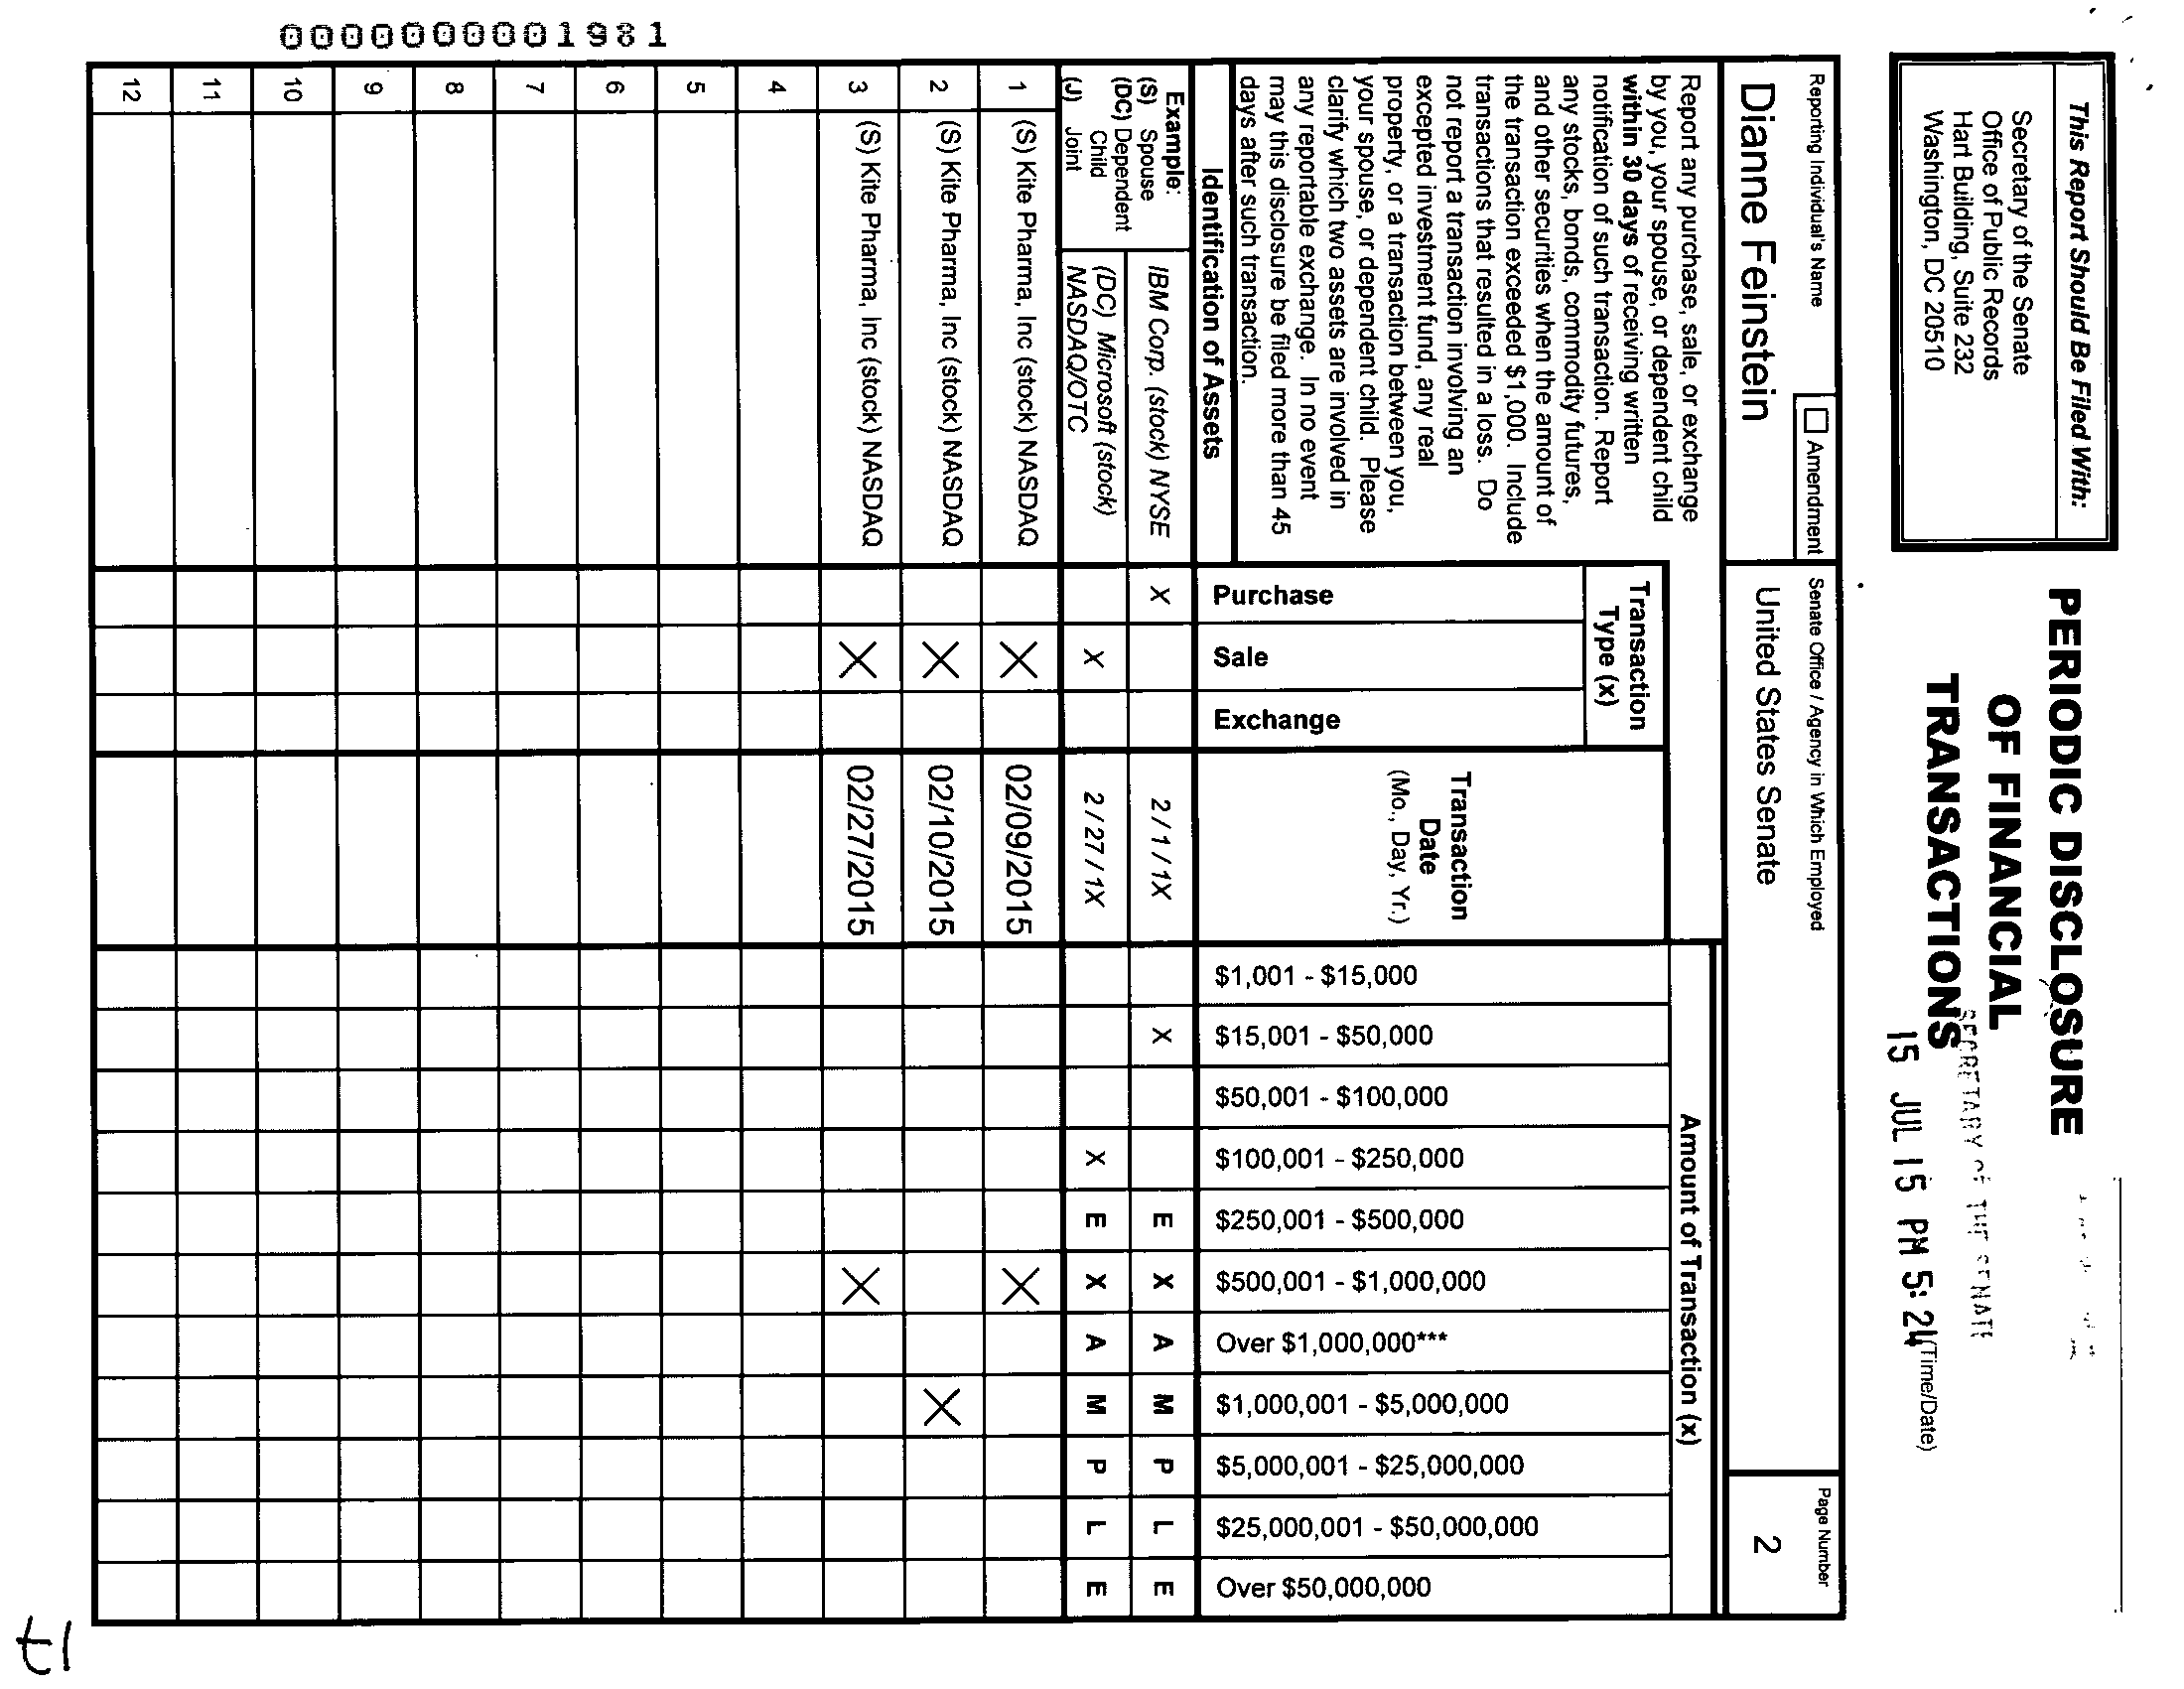 0000000001981
This Report Should Be Filed With:
Secretary of the Senate
Office of Public Records
Hart Building, Suite 232
Washington, DC 20510
PERIODIC DISCLOSURE
OF FINANCIAL
TRANSACTIONS
SECRETARY OF THE SENATE
15 JUL 15 PM 5:24
(Time/Date)
Reporting Individual's Name
Amendment
Senate Office / Agency in Which Employed
Page Number
Dianne Feinstein
United States Senate
2
Report any purchase, sale, or exchange
by you, your spouse, or dependent child
within 30 days of receiving written
notification of such transaction. Report
any stocks, bonds, commodity futures,
and other securities when the amount of
the transaction exceeded $1,000. Include
transactions that resulted in a loss. Do
not report a transaction involving an
excepted investment fund, any real
property, or a transaction between you,
your spouse, or dependent child. Please
clarify which two assets are involved in
any reportable exchange. In no event
may this disclosure be filed more than 45
days after such transaction.
Transaction
Type (x)
Transaction
Date
(Mo., Day, Yr.)
Amount of Transaction (x)
Identification of Assets
Purchase
Sale
Exchange
$1,001 - $15,000
$15,001 - $50,000
$50,001 - $100,000
$100,001 - $250,000
$250,001 - $500,000
$500,001 - $1,000,000
Over $1,000,000***
$1,000,001 - $5,000,000
$5,000,001 - $25,000,000
$25,000,001 - $50,000,000
Over $50,000,000
Example:
(S) Spouse
(DC) Dependent
Child
(J) Joint
IBM Corp. (stock) NYSE X 2 / 1 / 1X X E X A M P L E
(DC) Microsoft (stock)
NASDAQ/OTC X 2 / 27 / 1X X E X A M P L E
1 (S) Kite Pharma, Inc (stock) NASDAQ X 02/09/2015 X
2 (S) Kite Pharma, Inc (stock) NASDAQ X 02/10/2015 X
3 (S) Kite Pharma, Inc (stock) NASDAQ X 02/27/2015 X
4
5
6
7
8
9
10
11
12
17